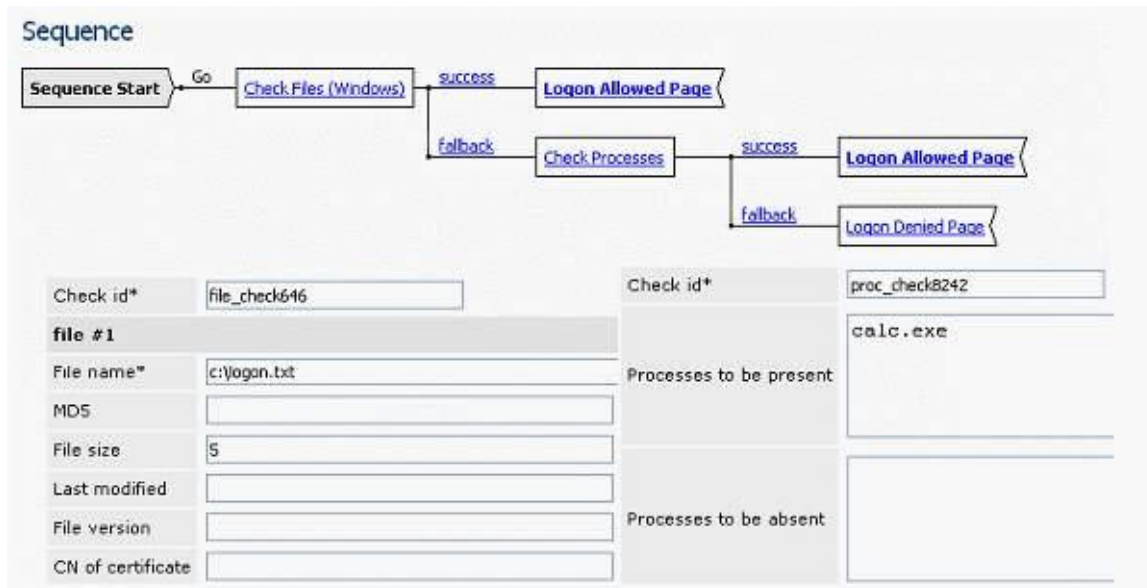 Sequence
Sequence Start
Go
Check Files (Windows)
success
Logon Allowed Page
fallback
Check Processes
success
Logon Allowed Page
fallback
Logon Denied Page
Check id*
file_check646
file #1
File name*
c:\logon.txt
MD5
File size
5
Last modified
File version
CN of certificate
Check id*
proc_check8242
Processes to be present
calc.exe
Processes to be absent